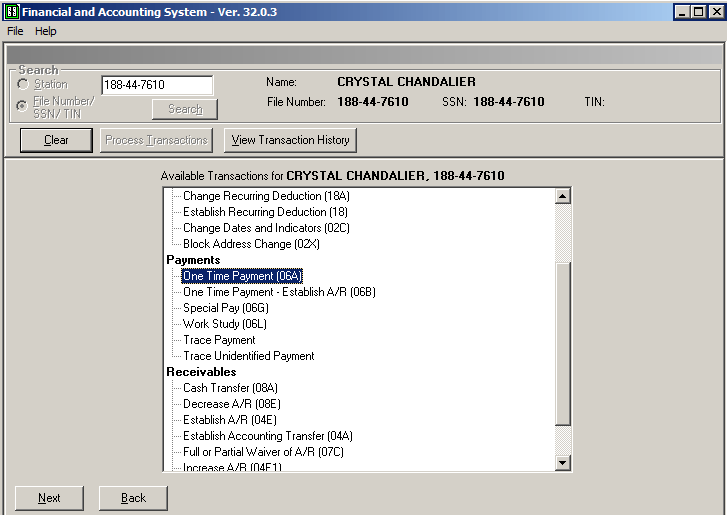 Financial and Accounting System - Ver. 32.0.3
File Help
Search
Station
188-44-7610
File Number/
SSN/ TIN
Search
Name: CRYSTAL CHANDALIER
File Number: 188-44-7610 SSN: 188-44-7610 TIN:
Clear Process Transactions View Transaction History
Available Transactions for CRYSTAL CHANDALIER, 188-44-7610
Change Recurring Deduction (18A)
Establish Recurring Deduction (18)
Change Dates and Indicators (02C)
Block Address Change (02X)
Payments
One Time Payment (06A)
One Time Payment - Establish A/R (06B)
Special Pay (06G)
Work Study (06L)
Trace Payment
Trace Unidentified Payment
Receivables
Cash Transfer (08A)
Decrease A/R (08E)
Establish A/R (04E)
Establish Accounting Transfer (04A)
Full or Partial Waiver of A/R (07C)
Increase A/R (04E1)
Next Back